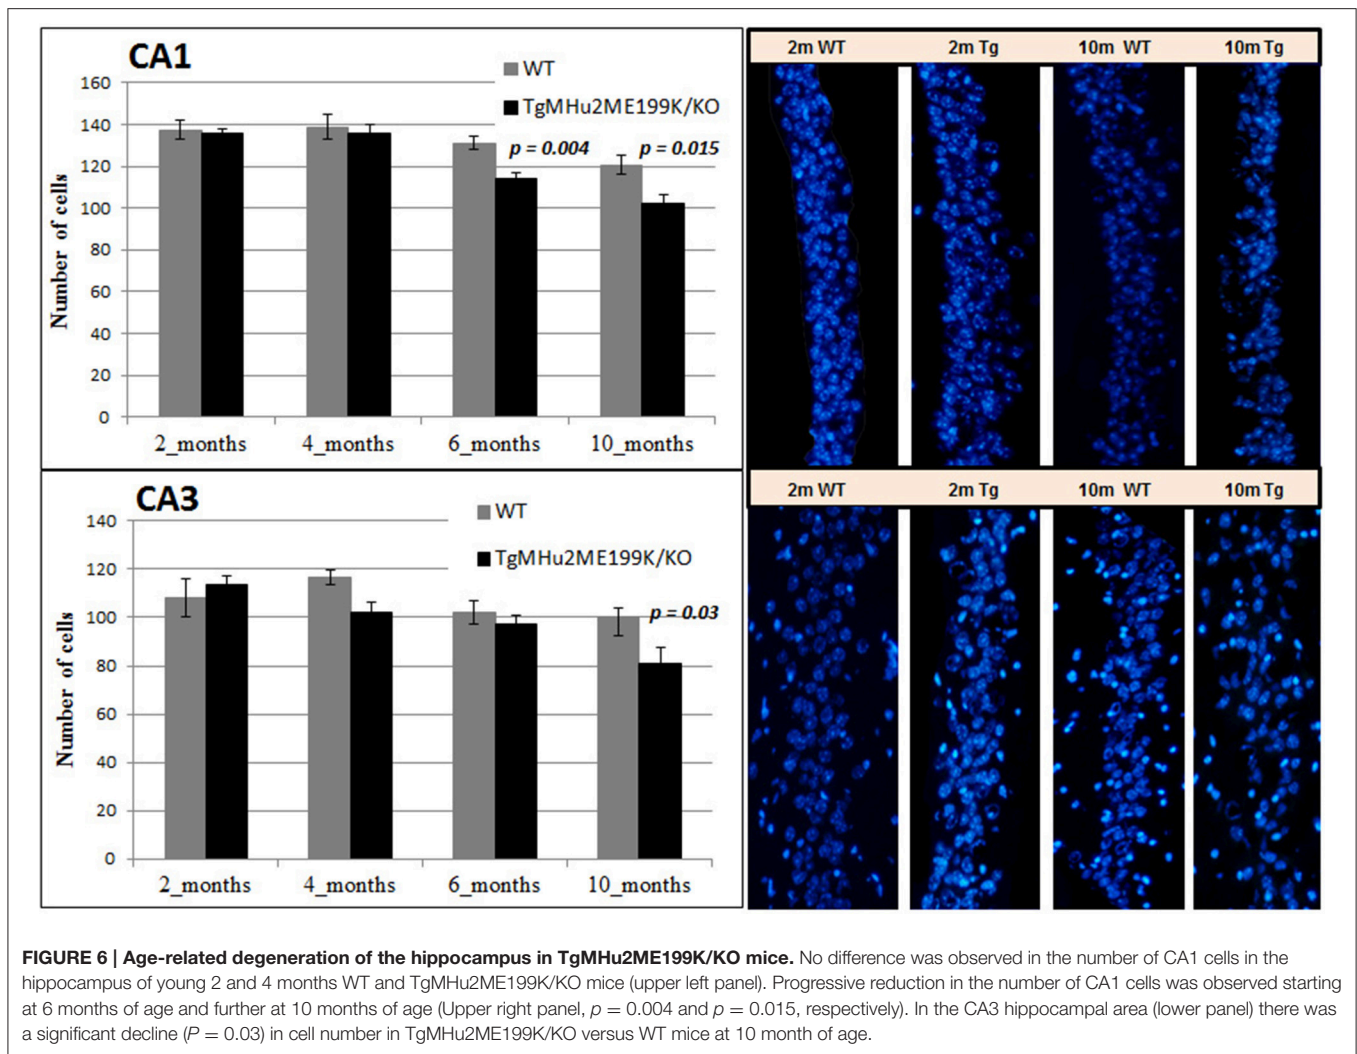 CA1
WT
TgMHu2ME199K/KO
p = 0.004
p = 0.015
Number of cells
160
140
120
100
80
60
40
20
0
2_months
4_months
6_months
10_months
2m WT
2m Tg
10m WT
10m Tg
CA3
WT
TgMHu2ME199K/KO
p = 0.03
Number of cells
140
120
100
80
60
40
20
0
2_months
4_months
6_months
10_months
2m WT
2m Tg
10m WT
10m Tg
FIGURE 6 | Age-related degeneration of the hippocampus in TgMHu2ME199K/KO mice. No difference was observed in the number of CA1 cells in the
hippocampus of young 2 and 4 months WT and TgMHu2ME199K/KO mice (upper left panel). Progressive reduction in the number of CA1 cells was observed starting
at 6 months of age and further at 10 months of age (Upper right panel, p = 0.004 and p = 0.015, respectively). In the CA3 hippocampal area (lower panel) there was
a significant decline (P = 0.03) in cell number in TgMHu2ME199K/KO versus WT mice at 10 month of age.